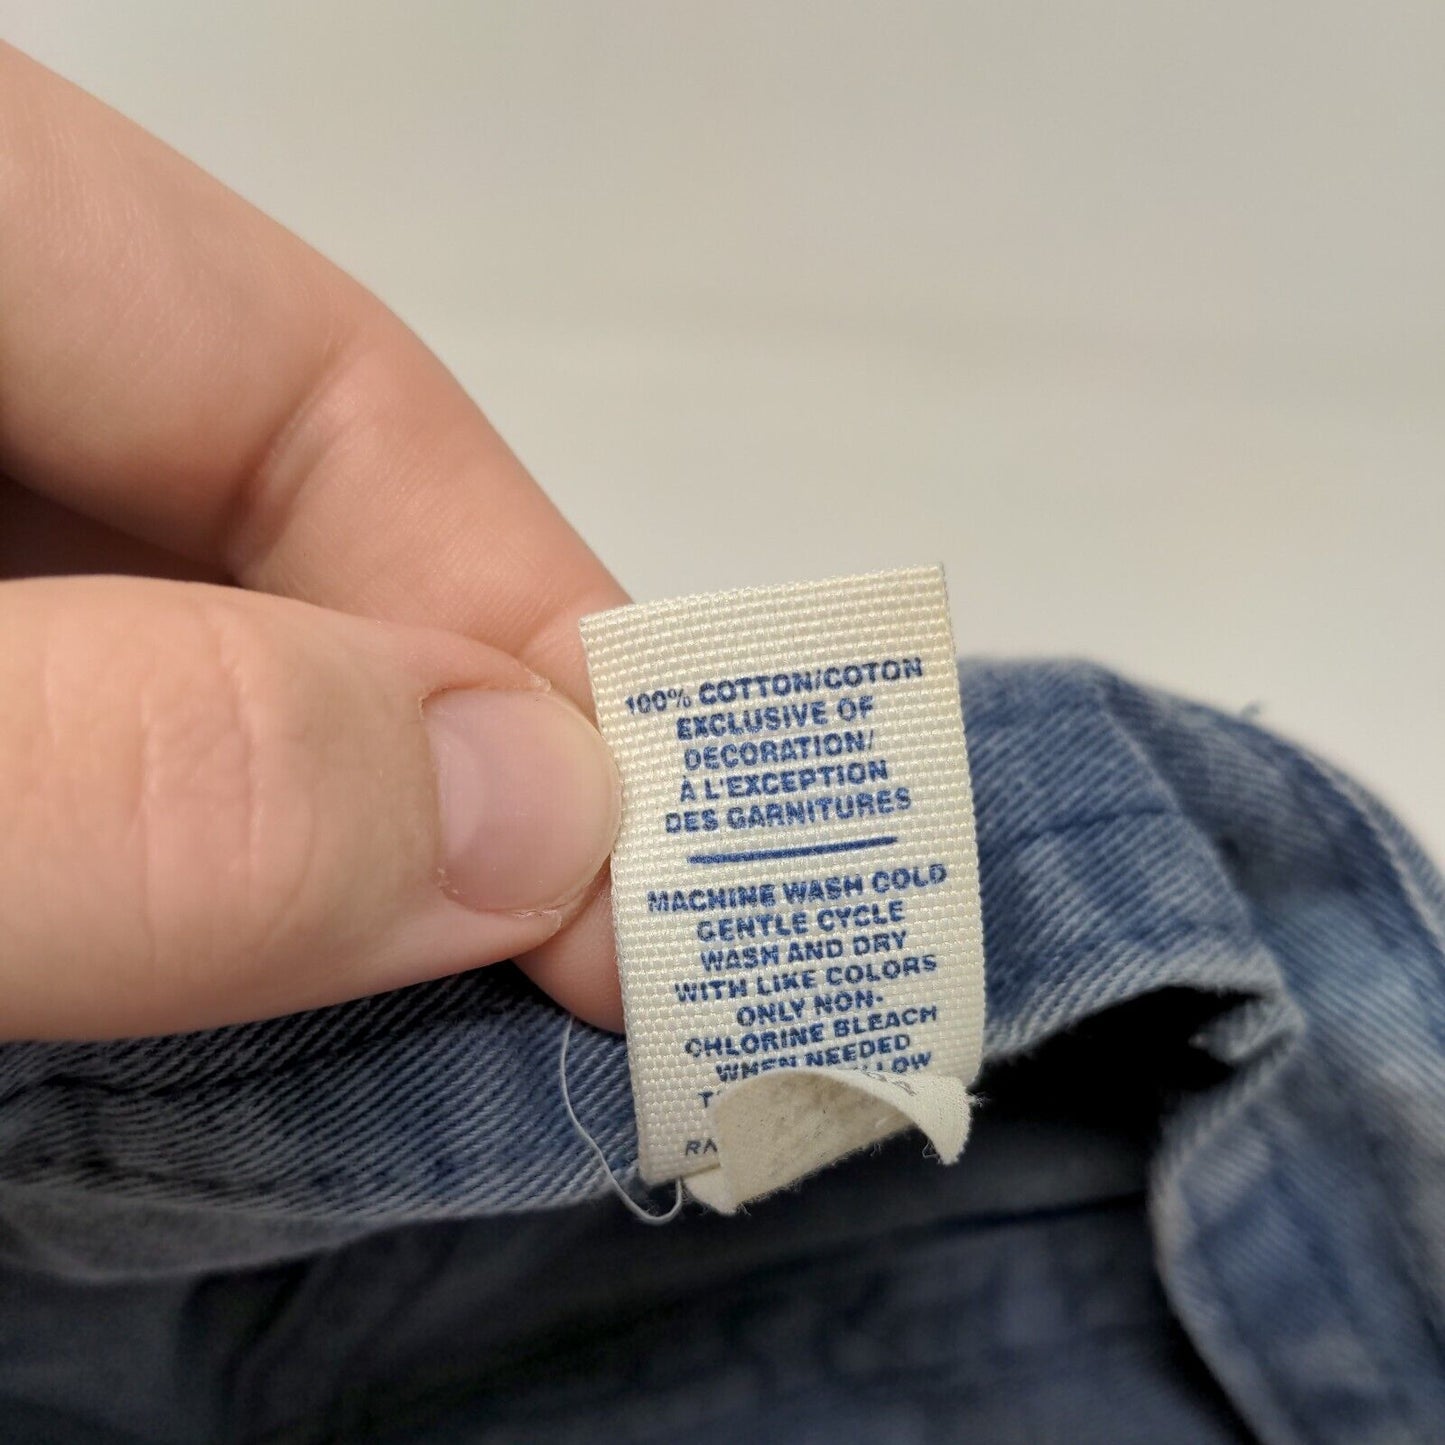 100% COTTON/COTON
EXCLUSIVE OF
DECORATION/
À L'EXCEPTION
DES GARNITURES
MACHINE WASH COLD
GENTLE CYCLE
WASH AND DRY
WITH LIKE COLORS
ONLY NON-
CHLORINE BLEACH
WHEN NEEDED